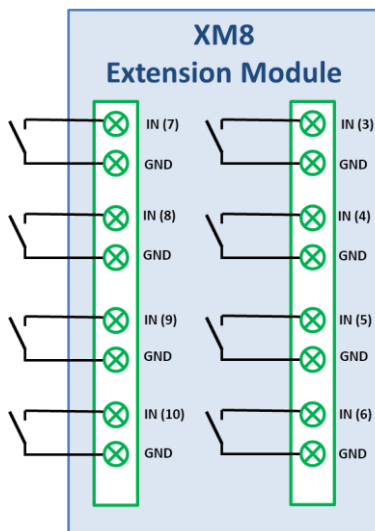 XM8
Extension Module
IN (7)
GND
IN (8)
GND
IN (9)
GND
IN (10)
GND
IN (3)
GND
IN (4)
GND
IN (5)
GND
IN (6)
GND